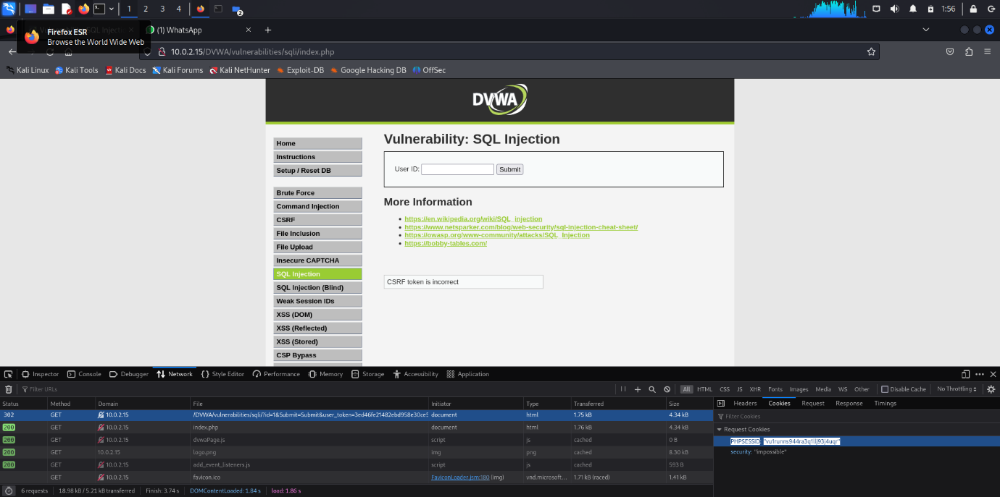 1 2 3 4 2 1:56
Firefox ESR
Browse the World Wide Web
(1) WhatsApp
10.0.2.15/DVWA/vulnerabilities/sqli/index.php
Kali Linux Kali Tools Kali Docs Kali Forums Kali NetHunter Exploit-DB Google Hacking DB OffSec
DVWA
Vulnerability: SQL Injection
User ID: Submit
More Information
https://en.wikipedia.org/wiki/SQL_injection
https://www.netsparker.com/blog/web-security/sql-injection-cheat-sheet/
https://owasp.org/www-community/attacks/SQL_Injection
https://bobby-tables.com/
CSRF token is incorrect
Home
Instructions
Setup / Reset DB
Brute Force
Command Injection
CSRF
File Inclusion
File Upload
Insecure CAPTCHA
SQL Injection
SQL Injection (Blind)
Weak Session IDs
XSS (DOM)
XSS (Reflected)
XSS (Stored)
CSP Bypass
Inspector Console Debugger Network Style Editor Performance Memory Storage Accessibility Application
Filter URLs All HTML CSS JS XHR Fonts Images Media WS Other Disable Cache No Throttling
Status Method Domain File Initiator Type Transferred Size
302 GET 10.0.2.15 /DVWA/vulnerabilities/sqli/?id=1&Submit=Submit&user_token=3ed46fe21482ebd958e30ce5 document html 1.75 kB 4.34 kB
200 GET 10.0.2.15 index.php document html 1.76 kB 4.34 kB
200 GET 10.0.2.15 dvwaPage.js script js cached 0 B
200 GET 10.0.2.15 logo.png img png cached 8.30 kB
200 GET 10.0.2.15 add_event_listeners.js script js cached 593 B
GET 10.0.2.15 favicon.ico FaviconLoader.jsm:180 (img) vnd.microsoft... 1.71 kB (raced) 1.41 kB
6 requests 18.98 kB / 5.21 kB transferred Finish: 3.74 s DOMContentLoaded: 1.84 s load: 1.86 s
Headers Cookies Request Response Timings
Filter Cookies
Request Cookies
PHPSESSID: "vu1runns944ra3q1llj93j4uqr"
security: "impossible"